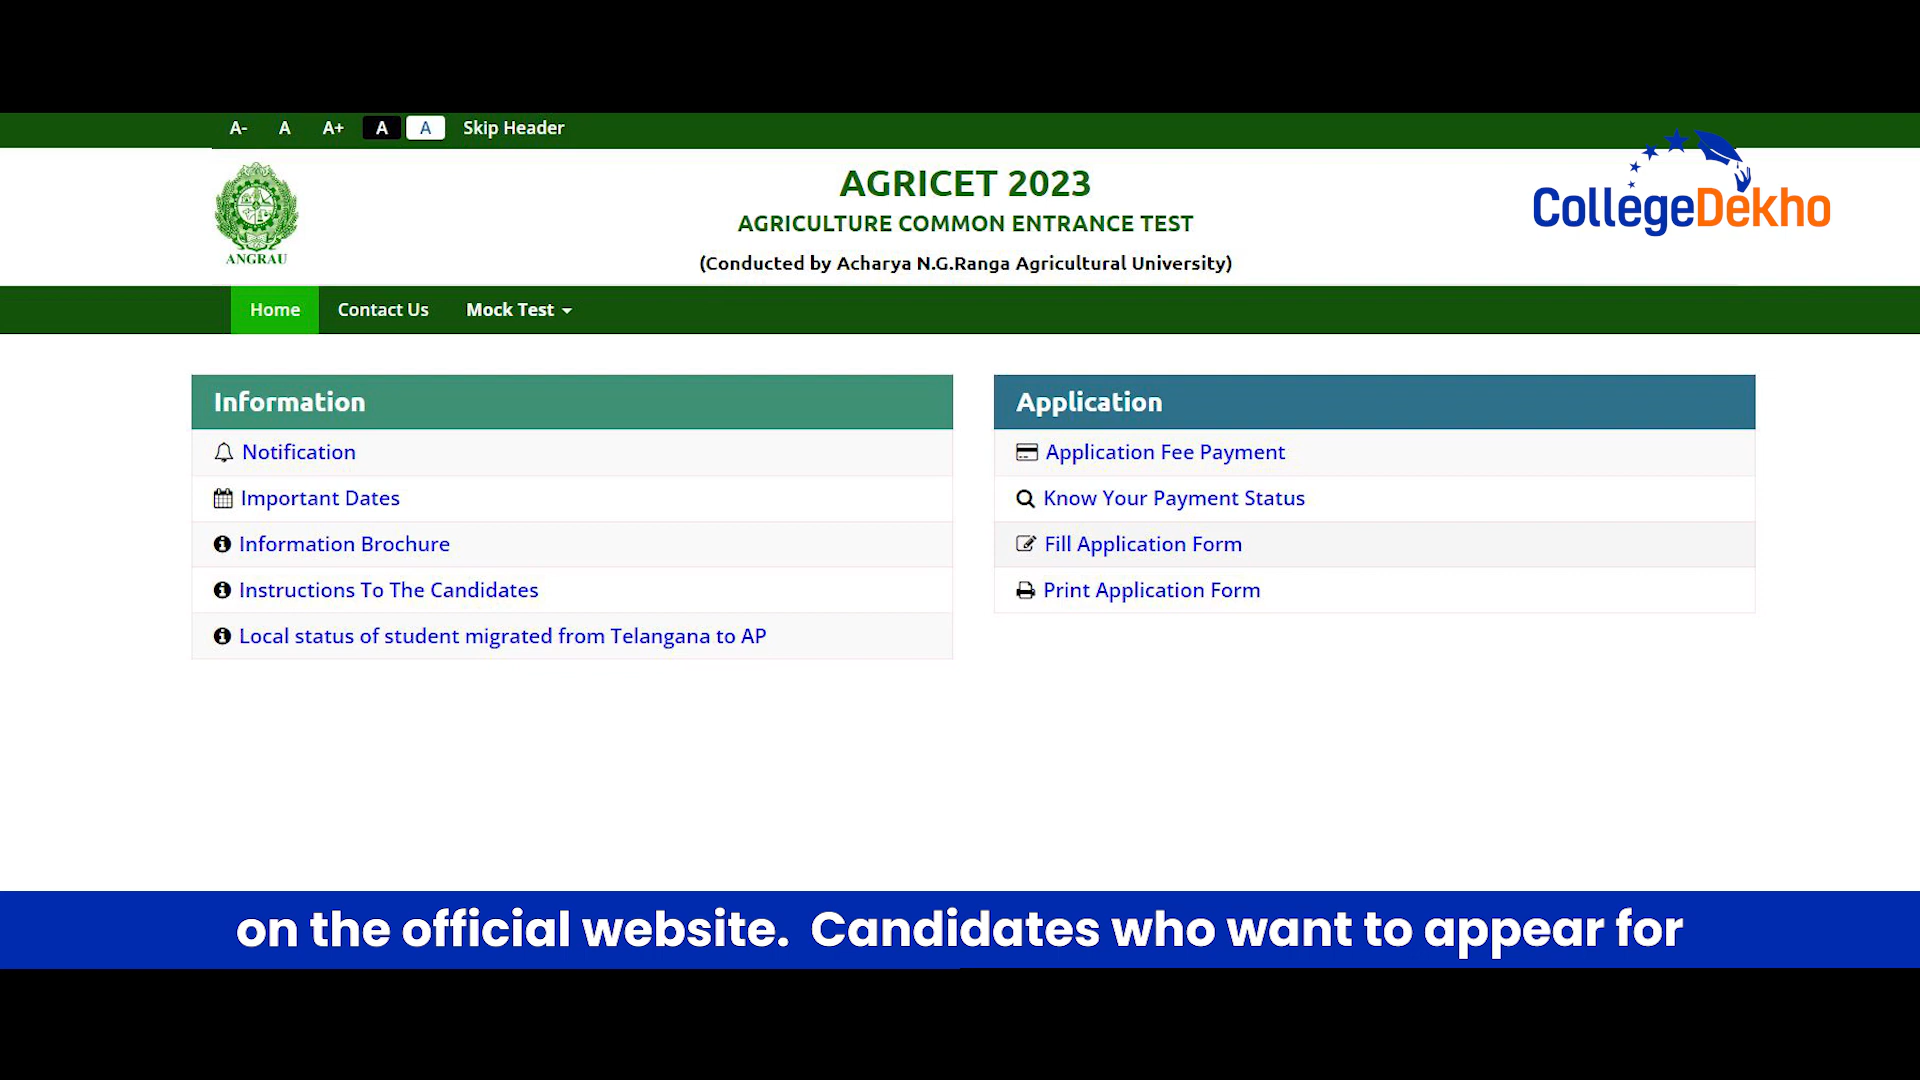 A- A A+ A A Skip Header
ANGRAU
AGRICET 2023
AGRICULTURE COMMON ENTRANCE TEST
(Conducted by Acharya N.G.Ranga Agricultural University)
CollegeDekho
Home Contact Us Mock Test
Information
Notification
Important Dates
Information Brochure
Instructions To The Candidates
Local status of student migrated from Telangana to AP
Application
Application Fee Payment
Know Your Payment Status
Fill Application Form
Print Application Form
on the official website. Candidates who want to appear for